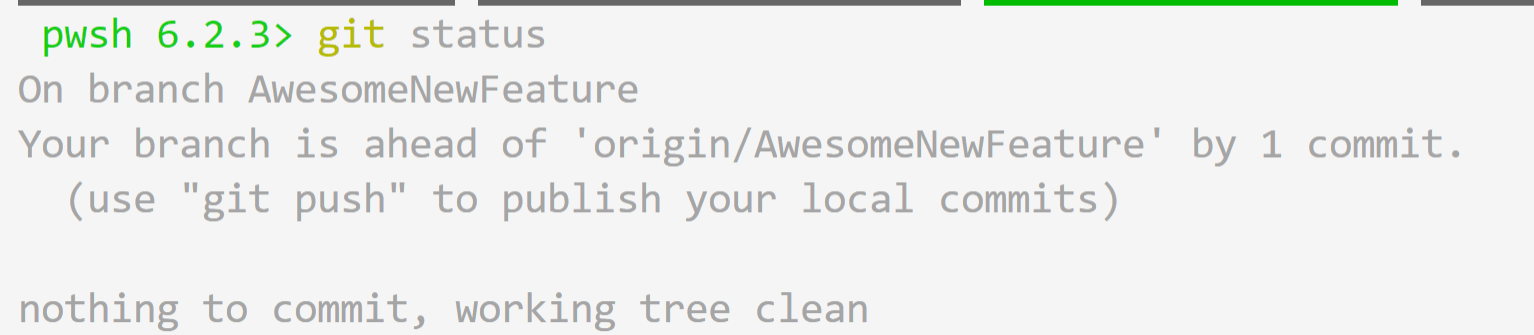 pwsh 6.2.3> git status
On branch AwesomeNewFeature
Your branch is ahead of 'origin/AwesomeNewFeature' by 1 commit.
  (use "git push" to publish your local commits)

nothing to commit, working tree clean